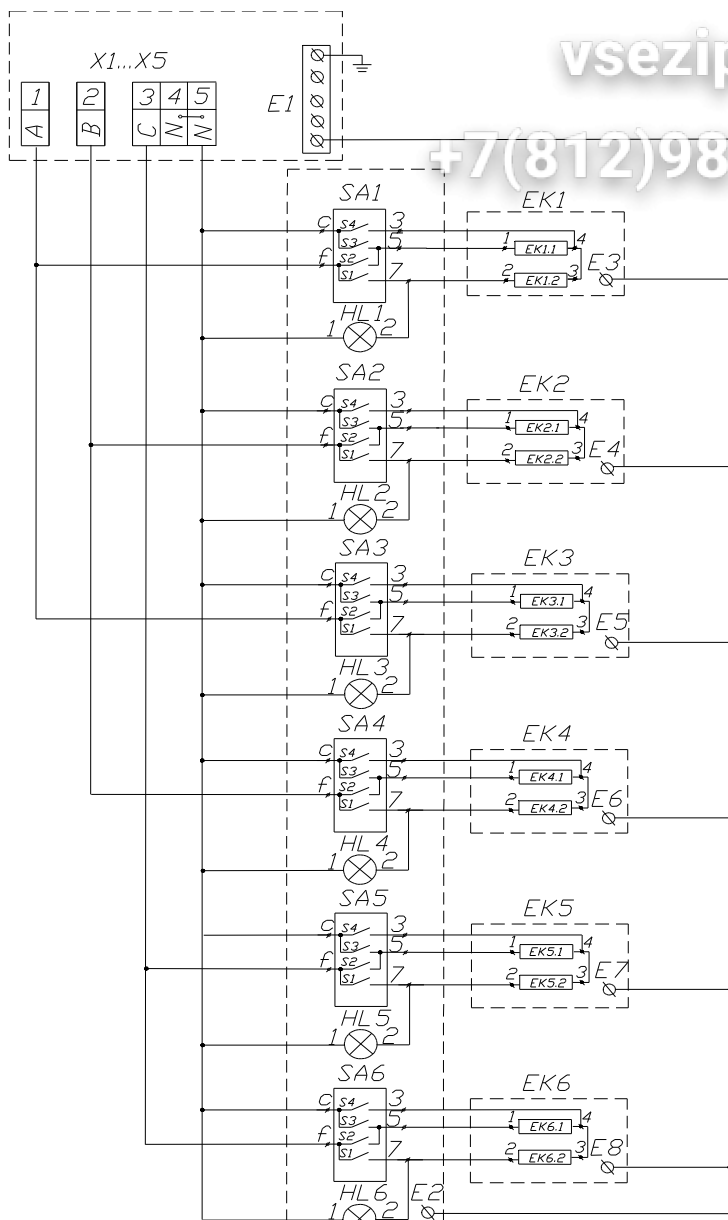 vsezip
X1...X5
1 2 3 4 5
A B C N N
E1
+7(812)98
SA1
EK1
C S4 3
S3 5 1 EK1.1 4
f S2
S1 7 2 EK1.2 3 E3
HL1
1 2
SA2
EK2
C S4 3
S3 5 1 EK2.1 4
f S2
S1 7 2 EK2.2 3 E4
HL2
1 2
SA3
EK3
C S4 3
S3 5 1 EK3.1 4
f S2
S1 7 2 EK3.2 3 E5
HL3
1 2
SA4
EK4
C S4 3
S3 5 1 EK4.1 4
f S2
S1 7 2 EK4.2 3 E6
HL4
1 2
SA5
EK5
C S4 3
S3 5 1 EK5.1 4
f S2
S1 7 2 EK5.2 3 E7
HL5
1 2
SA6
EK6
C S4 3
S3 5 1 EK6.1 4
f S2
S1 7 2 EK6.2 3 E8
HL6 E2
1 2